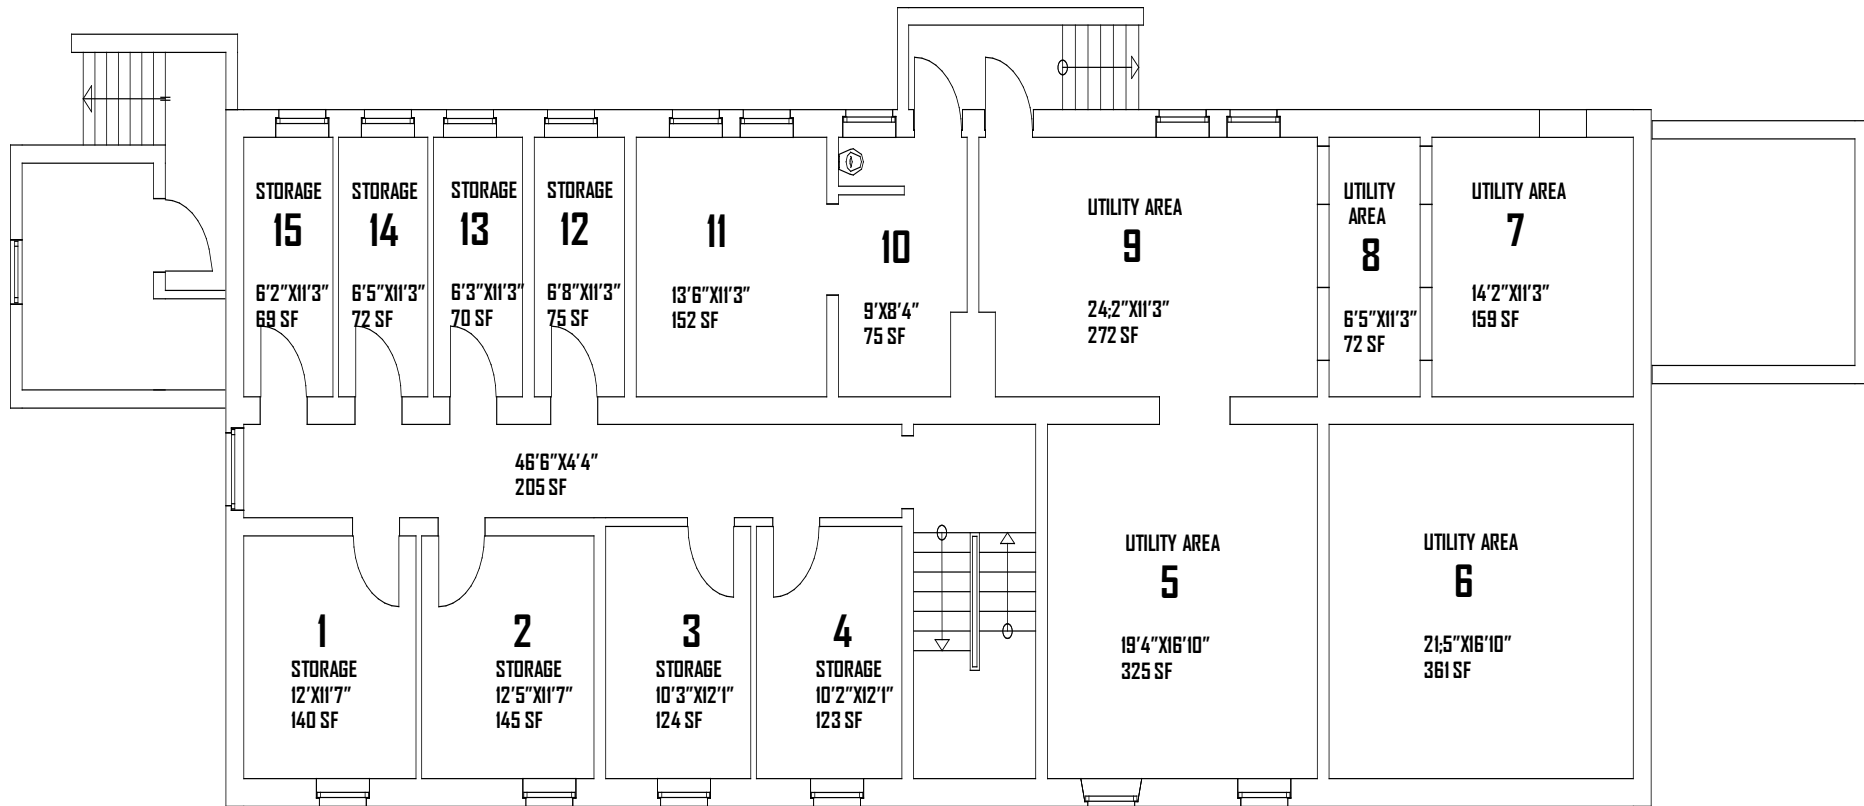 STORAGE
15
6'2"X11'3"
69 SF
STORAGE
14
6'5"X11'3"
72 SF
STORAGE
13
6'3"X11'3"
70 SF
STORAGE
12
6'8"X11'3"
75 SF
11
13'6"X11'3"
152 SF
10
9'X8'4"
75 SF
UTILITY AREA
9
24;2"X11'3"
272 SF
UTILITY
AREA
8
6'5"X11'3"
72 SF
UTILITY AREA
7
14'2"X11'3"
159 SF
46'6"X4'4"
205 SF
1
STORAGE
12'X11'7"
140 SF
2
STORAGE
12'5"X11'7"
145 SF
3
STORAGE
10'3"X12'1"
124 SF
4
STORAGE
10'2"X12'1"
123 SF
UTILITY AREA
5
19'4"X16'10"
325 SF
UTILITY AREA
6
21;5"X16'10"
361 SF